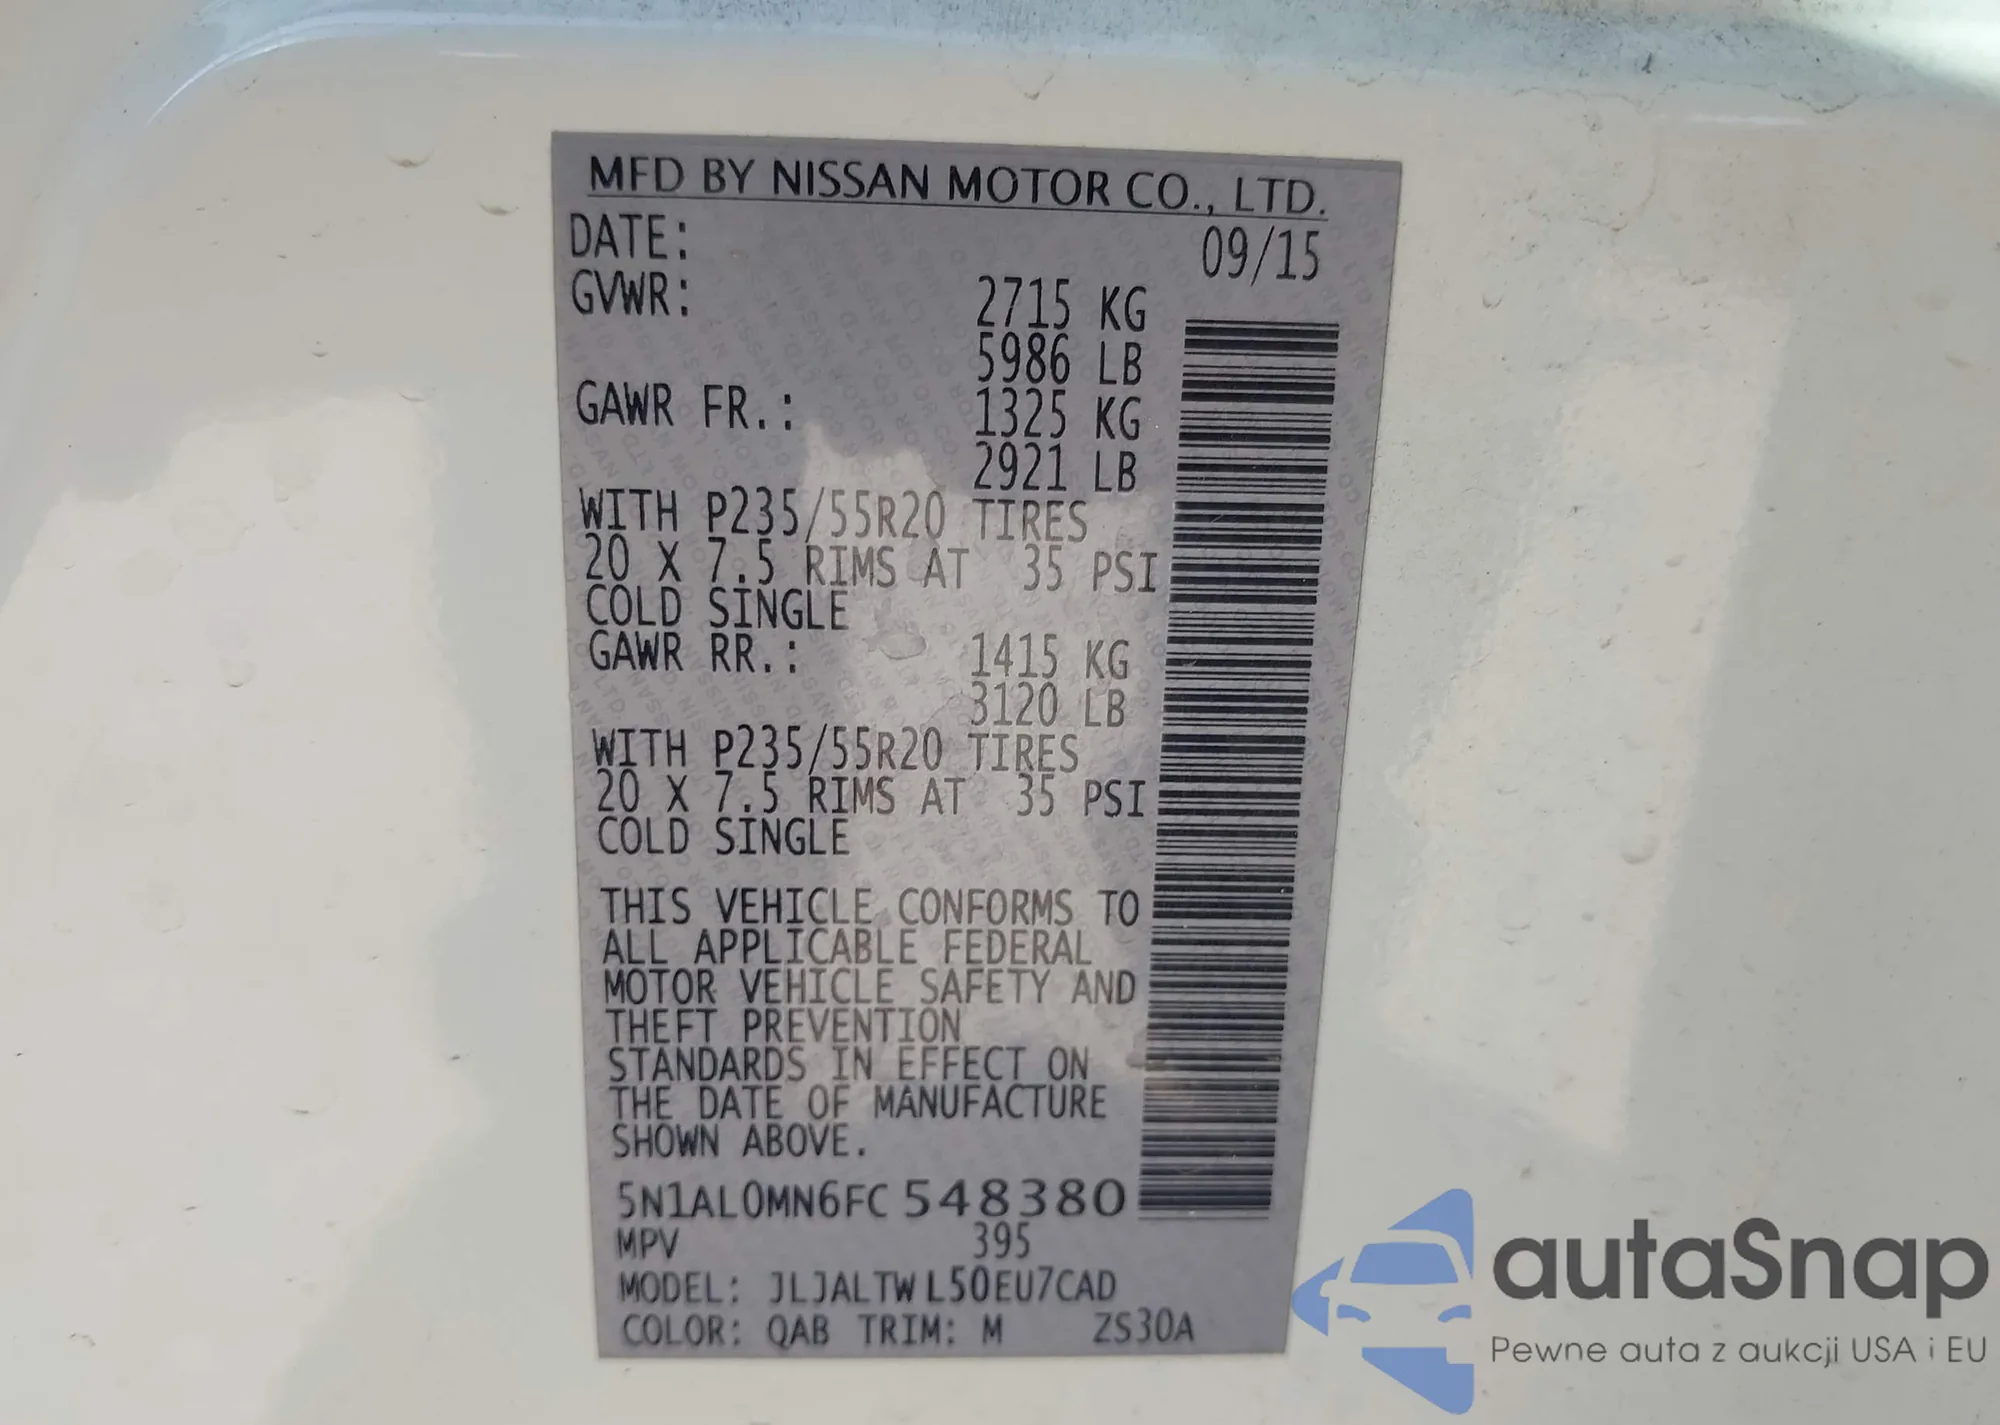 MFD BY NISSAN MOTOR CO., LTD.
DATE: 09/15
GVWR: 2715 KG
5986 LB
GAWR FR.: 1325 KG
2921 LB
WITH P235/55R20 TIRES
20 X 7.5 RIMS AT 35 PSI
COLD SINGLE
GAWR RR.: 1415 KG
3120 LB
WITH P235/55R20 TIRES
20 X 7.5 RIMS AT 35 PSI
COLD SINGLE
THIS VEHICLE CONFORMS TO
ALL APPLICABLE FEDERAL
MOTOR VEHICLE SAFETY AND
THEFT PREVENTION
STANDARDS IN EFFECT ON
THE DATE OF MANUFACTURE
SHOWN ABOVE.
5N1AL0MN6FC548380
MPV 395
MODEL: JLJALTWL50EU7CAD
COLOR: QAB TRIM: M ZS30A
autaSnap
Pewne auta z aukcji USA i EU